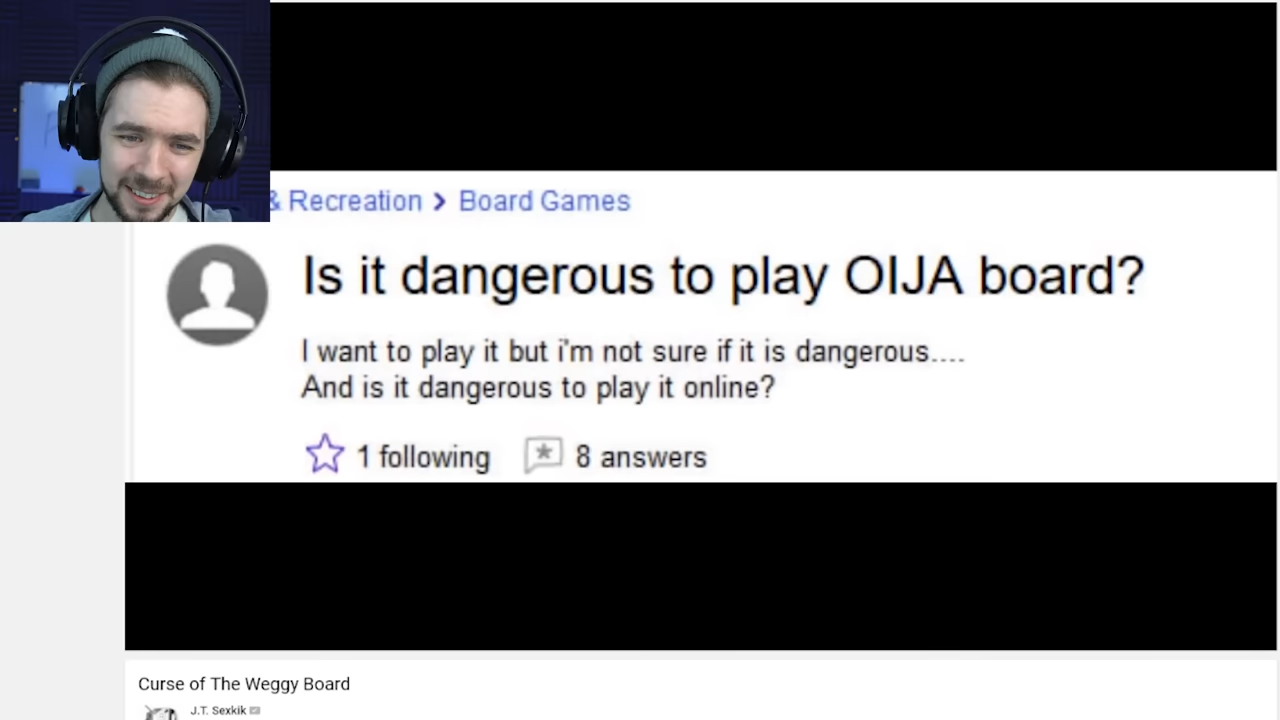 & Recreation > Board Games
Is it dangerous to play OIJA board?
I want to play it but i'm not sure if it is dangerous....
And is it dangerous to play it online?
1 following 8 answers
Curse of The Weggy Board
J.T. Sexkik